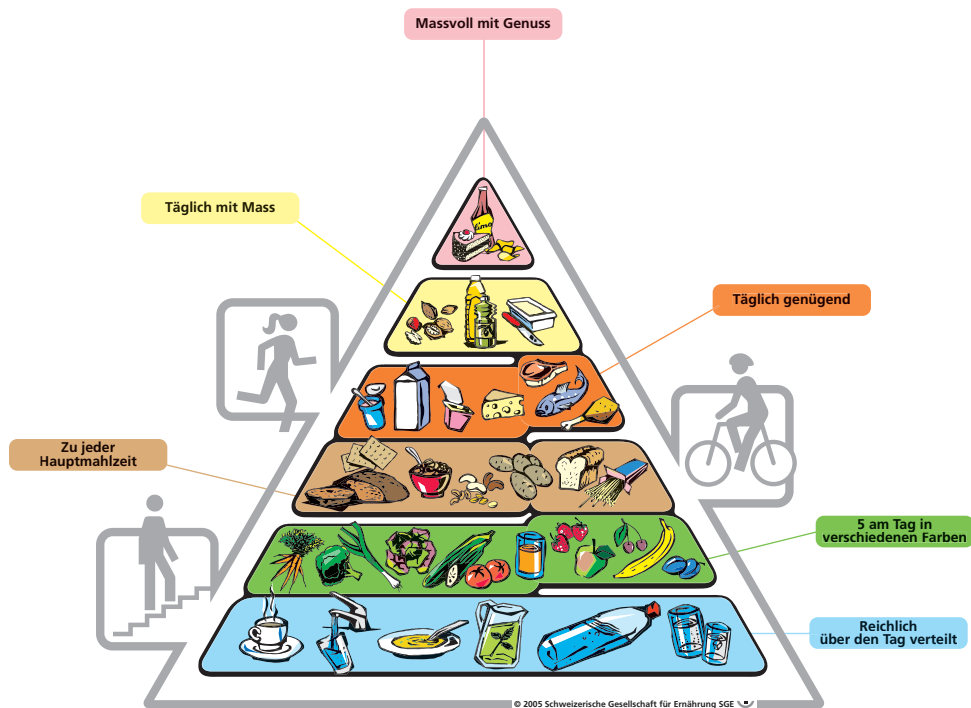 Massvoll mit Genuss
Limo
Täglich mit Mass
Täglich genügend
Zu jeder
Hauptmahlzeit
5 am Tag in
verschiedenen Farben
Reichlich
über den Tag verteilt
© 2005 Schweizerische Gesellschaft für Ernährung SGE